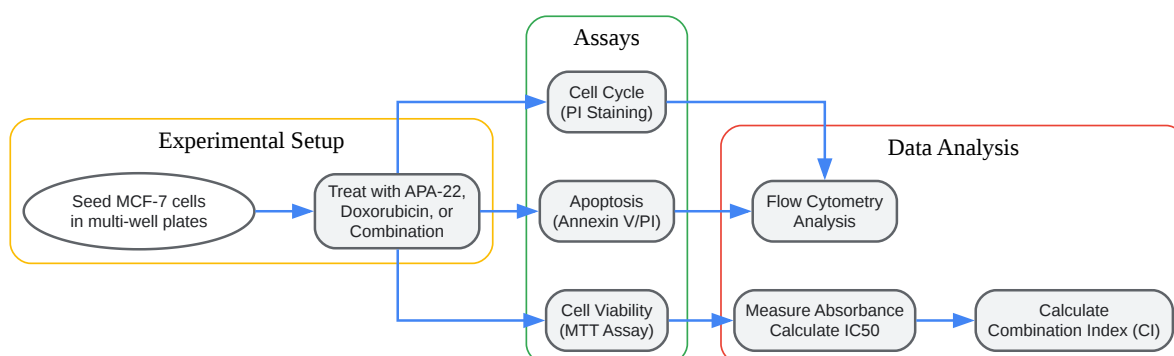 Assays
Cell Cycle
(PI Staining)
Experimental Setup
Data Analysis
Seed MCF-7 cells
in multi-well plates
Treat with APA-22,
Doxorubicin, or
Combination
Apoptosis
(Annexin V/PI)
Flow Cytometry
Analysis
Cell Viability
(MTT Assay)
Measure Absorbance
Calculate IC50
Calculate
Combination Index (CI)